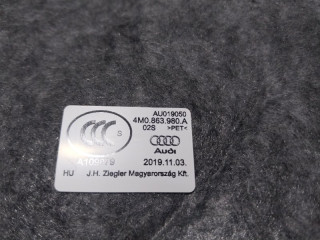 AU019050
4M0.863.980.A
02S >PET<
CCC S
Audi
2019.11.03.
HU J.H. Ziegler Magyarország Kft.